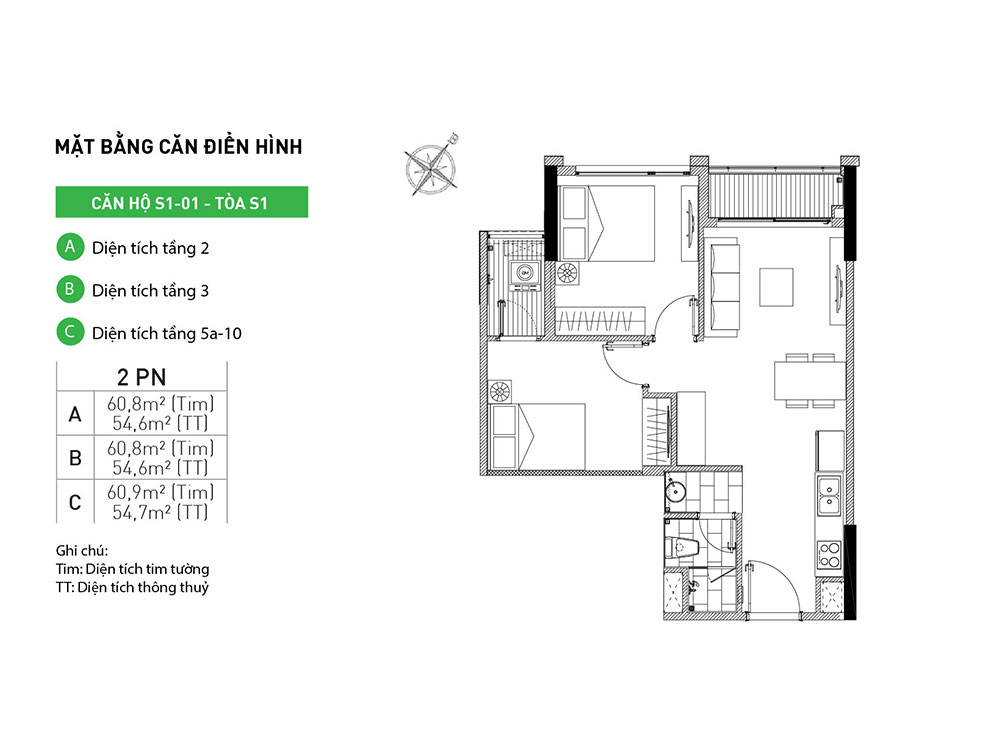 MẶT BẰNG CĂN ĐIỂN HÌNH
CĂN HỘ S1-01 - TÒA S1
A Diện tích tầng 2
B Diện tích tầng 3
C Diện tích tầng 5a-10
2 PN
A 60,8m² (Tim)
54,6m² (TT)
B 60,8m² (Tim)
54,6m² (TT)
C 60,9m² (Tim)
54,7m² (TT)
Ghi chú:
Tim: Diện tích tim tường
TT: Diện tích thông thuỷ